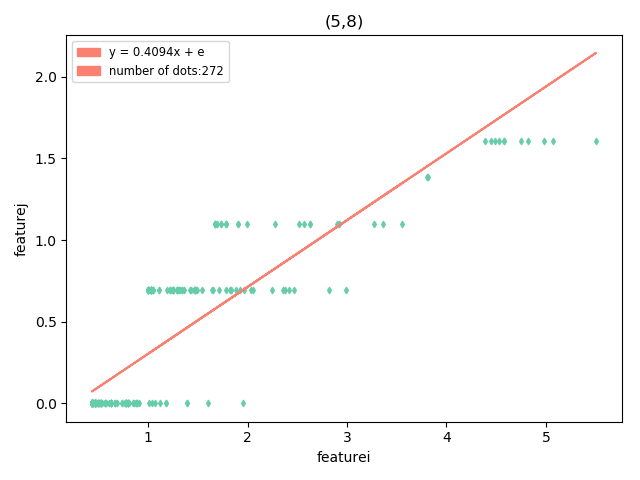 (5,8)
y = 0.4094x + e
number of dots:272
2.0
1.5
1.0
0.5
0.0
featurej
1 2 3 4 5
featurei